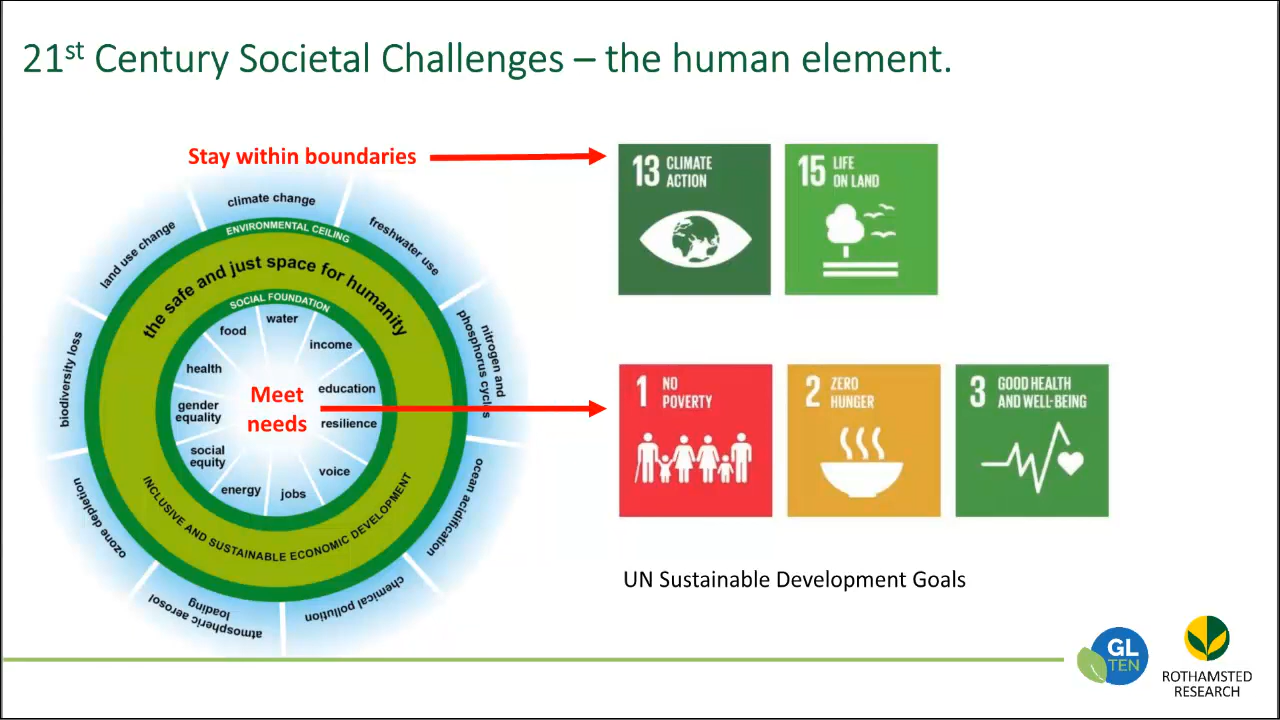 21st Century Societal Challenges – the human element.
Stay within boundaries
climate change
freshwater use
nitrogen and
phosphorus cycles
ocean acidification
chemical pollution
atmospheric aerosol
loading
ozone depletion
biodiversity loss
land use change
ENVIRONMENTAL CEILING
the safe and just space for humanity
SOCIAL FOUNDATION
water
income
education
resilience
voice
jobs
energy
social
equity
gender
equality
health
food
Meet
needs
INCLUSIVE AND SUSTAINABLE ECONOMIC DEVELOPMENT
13 CLIMATE
ACTION
15 LIFE
ON LAND
1 NO
POVERTY
2 ZERO
HUNGER
3 GOOD HEALTH
AND WELL-BEING
UN Sustainable Development Goals
GL
TEN
ROTHAMSTED
RESEARCH